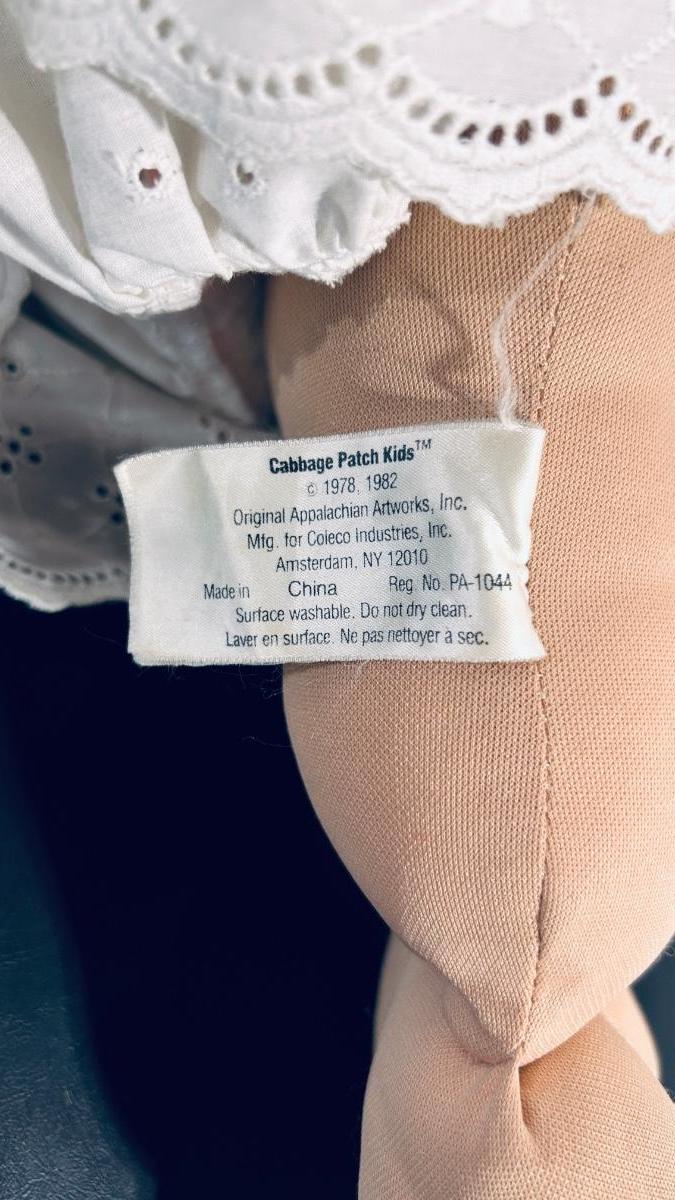 Cabbage Patch Kids™
© 1978, 1982
Original Appalachian Artworks, Inc.
Mfg. for Coleco Industries, Inc.
Amsterdam, NY 12010
Made in China Reg. No. PA-1044
Surface washable. Do not dry clean.
Laver en surface. Ne pas nettoyer à sec.